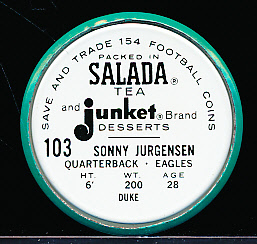 SAVE AND TRADE 154 FOOTBALL COINS
PACKED IN
SALADA®
TEA
and junket® Brand
DESSERTS
103 SONNY JURGENSEN
QUARTERBACK · EAGLES
HT. WT. AGE
6' 200 28
DUKE